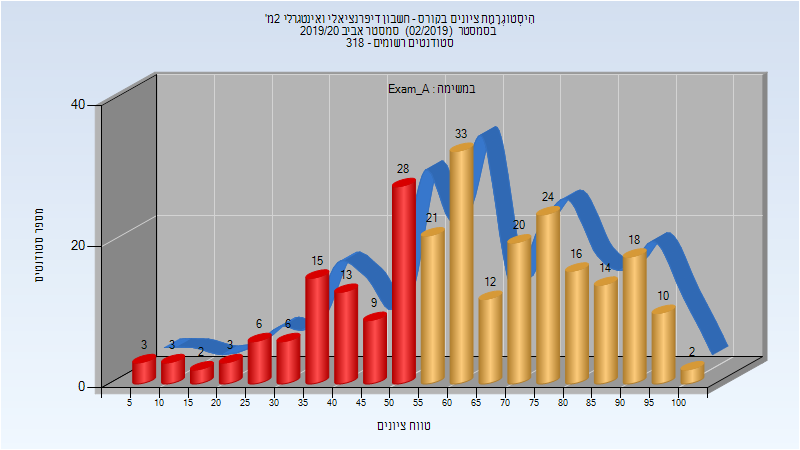 היסטוגרמת ציונים בקורס - חשבון דיפרנציאלי ואינטגרלי 2מ'
בסמסטר (02/2019) סמסטר אביב 2019/20
סטודנטים רשומים - 318
במשימה : Exam_A
מספר סטודנטים
40
20
0
3 3 2 3 6 6 15 13 9 28 21 33 12 20 24 16 14 18 10 2
5 10 15 20 25 30 35 40 45 50 55 60 65 70 75 80 85 90 95 100
טווח ציונים